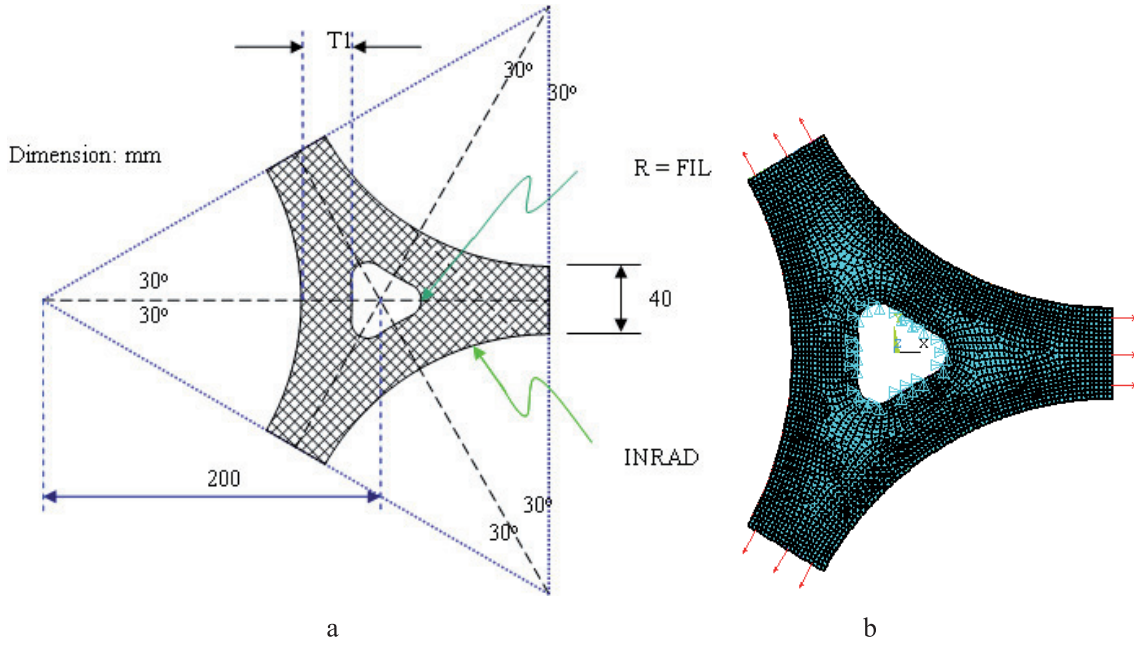 T1
30º
30º
Dimension: mm
R = FIL
30º
30º
40
INRAD
200
30º
30º
Y
Z
X
a
b